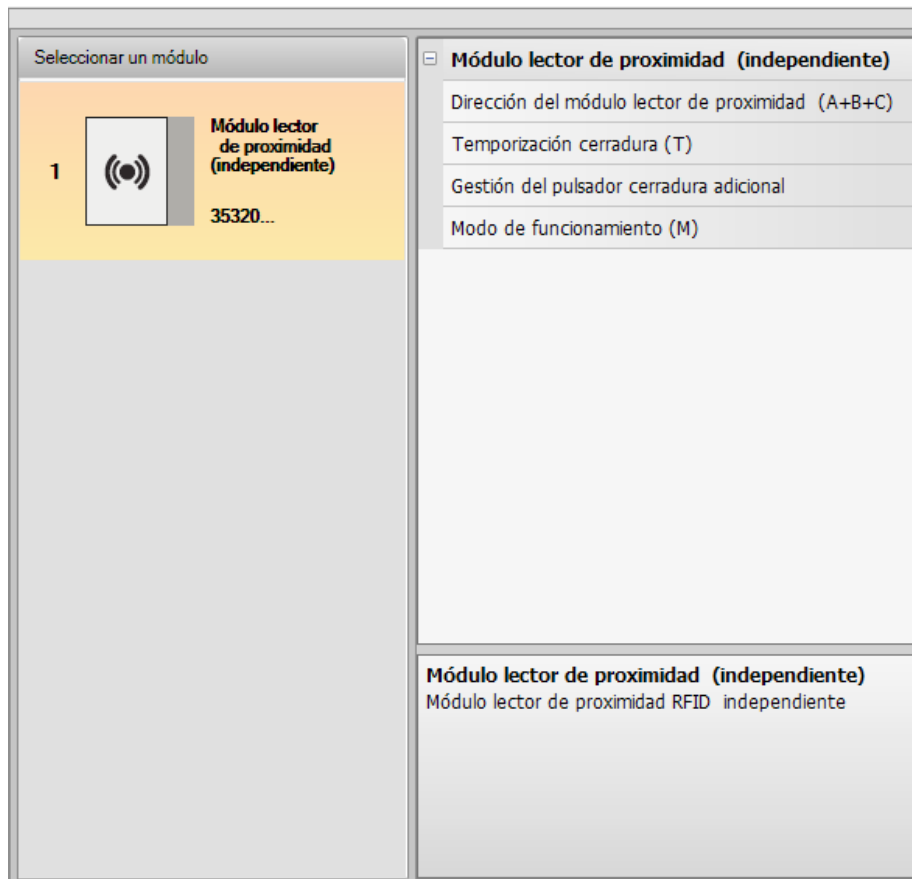 Seleccionar un módulo
1
Módulo lector
de proximidad
(independiente)
35320...
Módulo lector de proximidad (independiente)
Dirección del módulo lector de proximidad (A+B+C)
Temporización cerradura (T)
Gestión del pulsador cerradura adicional
Modo de funcionamiento (M)
Módulo lector de proximidad (independiente)
Módulo lector de proximidad RFID independiente